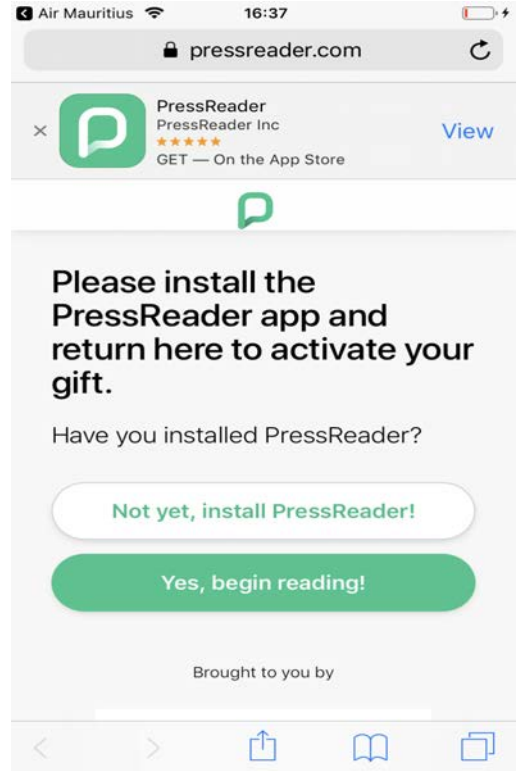 Air Mauritius 16:37
pressreader.com
PressReader
PressReader Inc
GET — On the App Store
View
Please install the
PressReader app and
return here to activate your
gift.
Have you installed PressReader?
Not yet, install PressReader!
Yes, begin reading!
Brought to you by